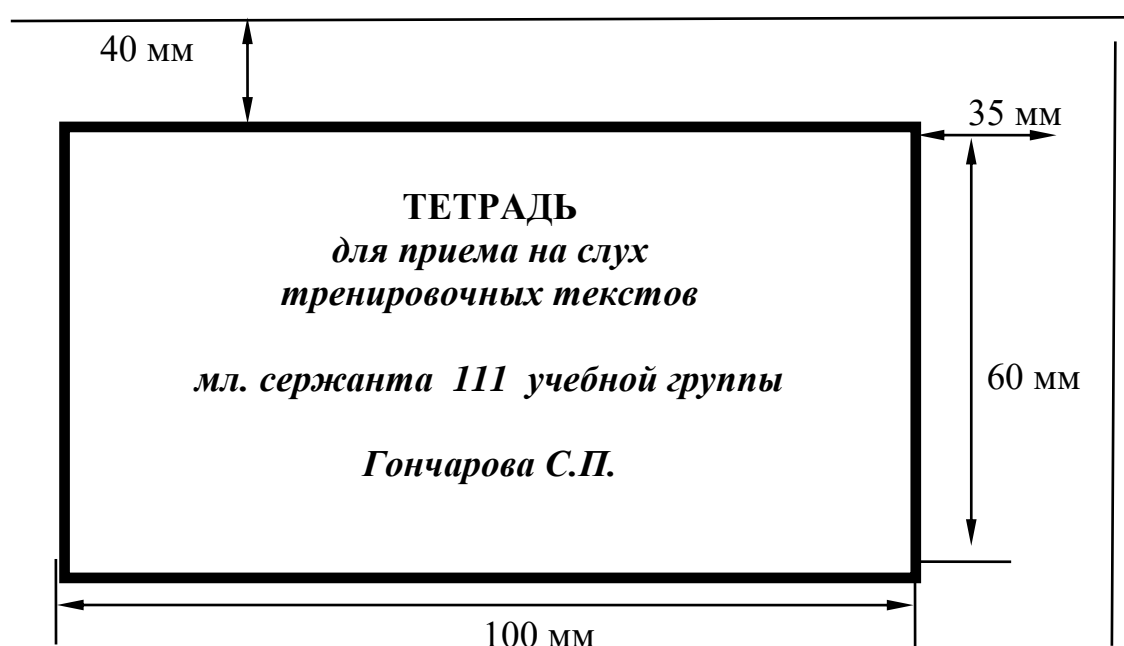 40 мм
35 мм
ТЕТРАДЬ
для приема на слух
тренировочных текстов
мл. сержанта 111 учебной группы
60 мм
Гончарова С.П.
100 мм